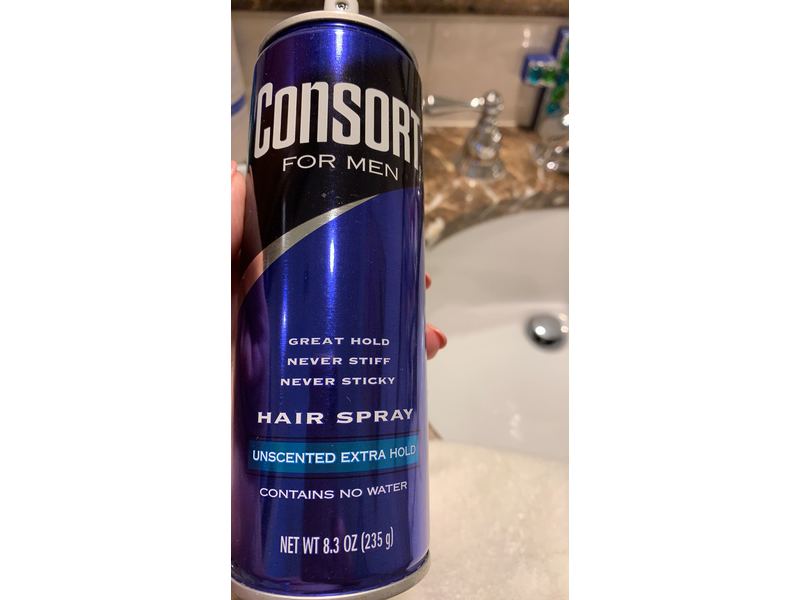 CONSORT
FOR MEN
GREAT HOLD
NEVER STIFF
NEVER STICKY
HAIR SPRAY
UNSCENTED EXTRA HOLD
CONTAINS NO WATER
NET WT 8.3 OZ (235 g)